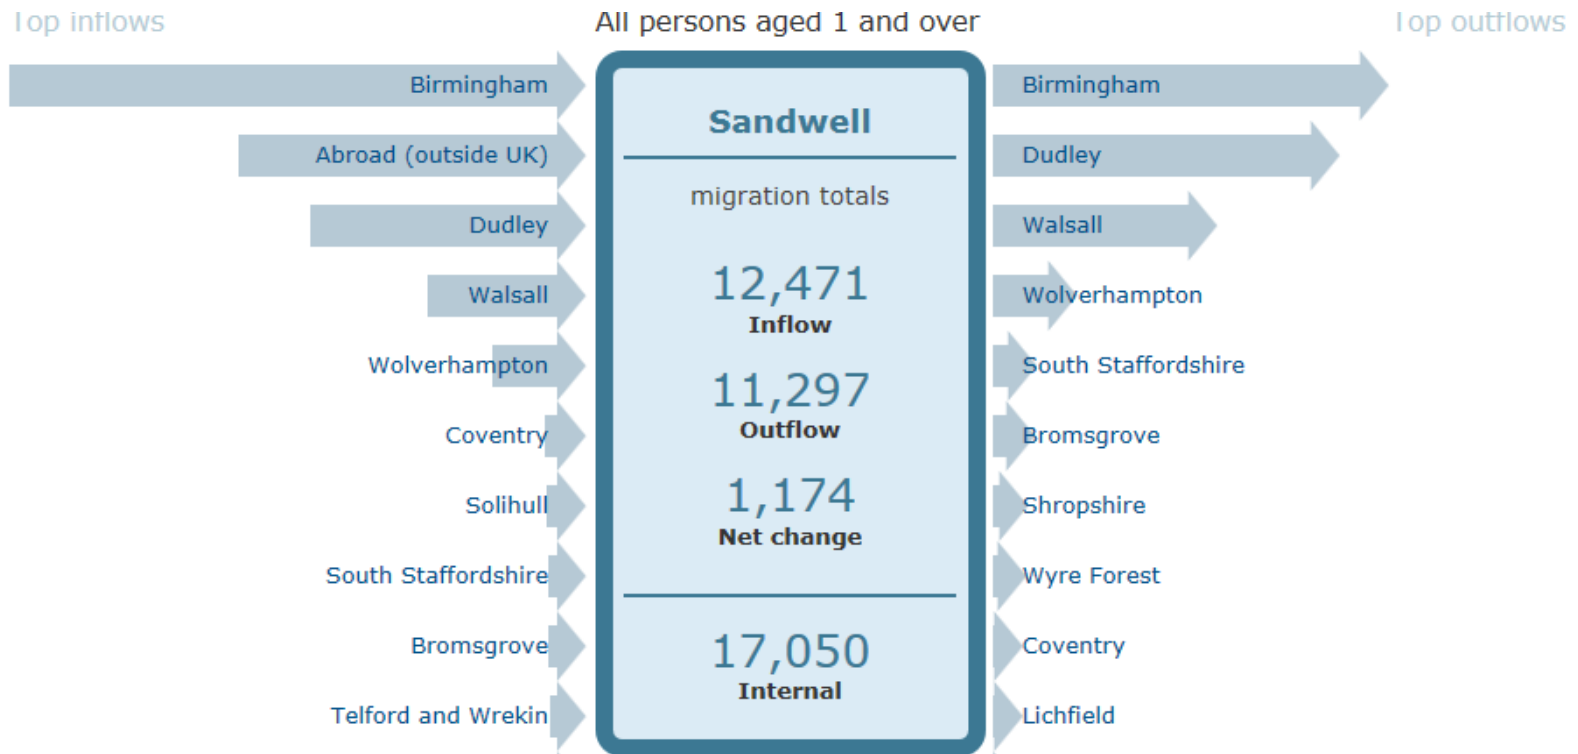 Top inflows
All persons aged 1 and over
Top outflows
Birmingham
Abroad (outside UK)
Dudley
Walsall
Wolverhampton
Coventry
Solihull
South Staffordshire
Bromsgrove
Telford and Wrekin
Sandwell
migration totals
12,471
Inflow
11,297
Outflow
1,174
Net change
17,050
Internal
Birmingham
Dudley
Walsall
Wolverhampton
South Staffordshire
Bromsgrove
Shropshire
Wyre Forest
Coventry
Lichfield